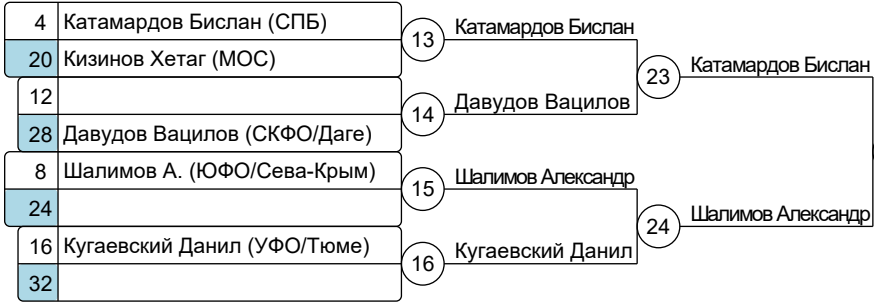 4 Катамардов Бислан (СПБ)
20 Кизинов Хетаг (МОС)
12
28 Давудов Вацилов (СКФО/Даге)
8 Шалимов А. (ЮФО/Сева-Крым)
24
16 Кугаевский Данил (УФО/Тюме)
32
13 Катамардов Бислан
14 Давудов Вацилов
15 Шалимов Александр
16 Кугаевский Данил
23 Катамардов Бислан
24 Шалимов Александр